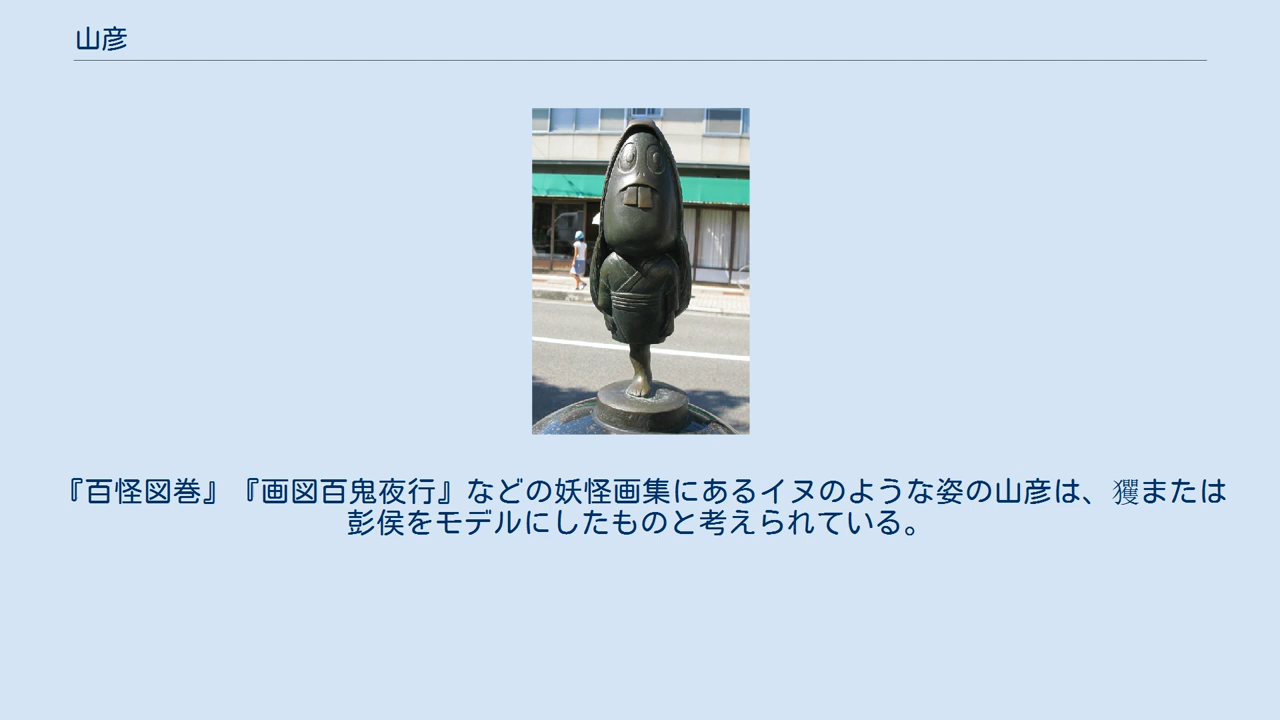 山彦
『百怪図巻』『画図百鬼夜行』などの妖怪画集にあるイヌのような姿の山彦は、玃または
彭侯をモデルにしたものと考えられている。